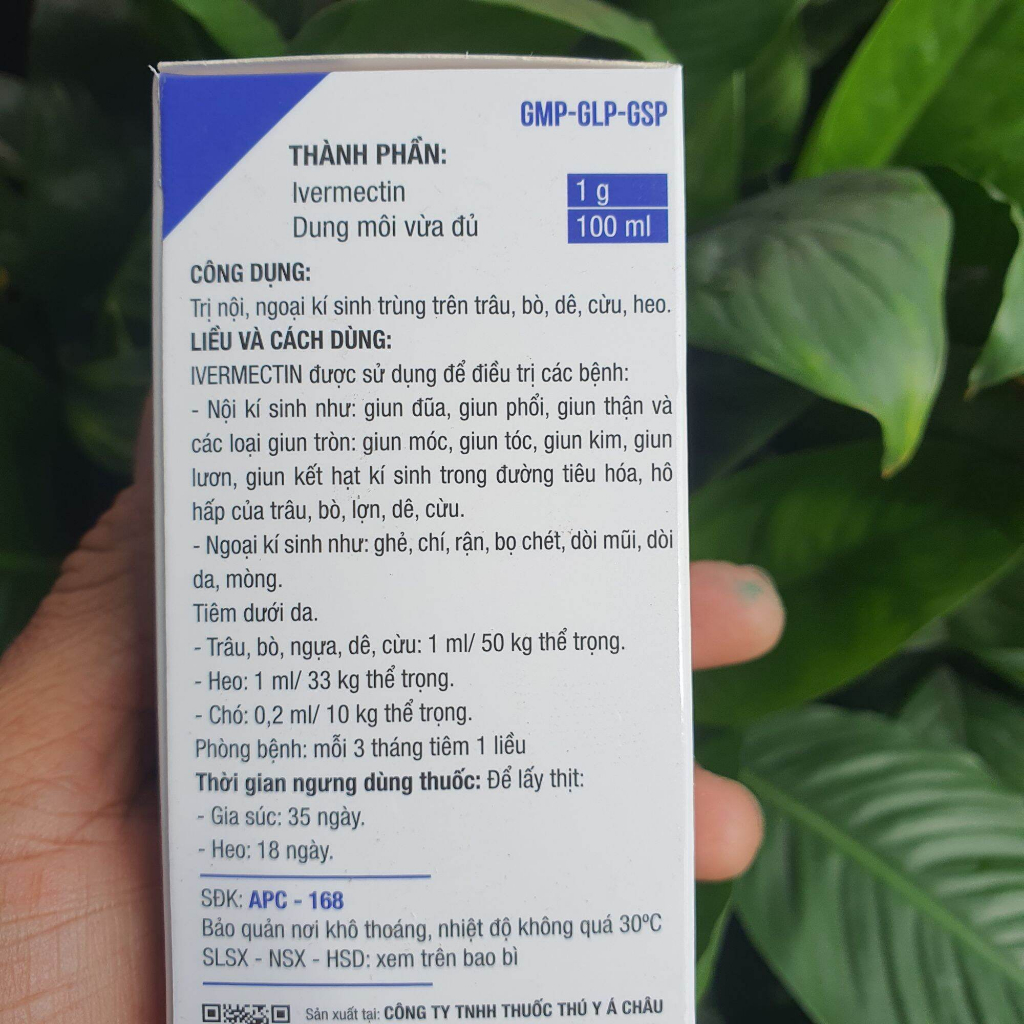 GMP-GLP-GSP
THÀNH PHẦN:
Ivermectin 1 g
Dung môi vừa đủ 100 ml
CÔNG DỤNG:
Trị nội, ngoại kí sinh trùng trên trâu, bò, dê, cừu, heo.
LIỀU VÀ CÁCH DÙNG:
IVERMECTIN được sử dụng để điều trị các bệnh:
- Nội kí sinh như: giun đũa, giun phổi, giun thận và
các loại giun tròn: giun móc, giun tóc, giun kim, giun
lươn, giun kết hạt kí sinh trong đường tiêu hóa, hô
hấp của trâu, bò, lợn, dê, cừu.
- Ngoại kí sinh như: ghẻ, chí, rận, bọ chét, dòi mũi, dòi
da, mòng.
Tiêm dưới da.
- Trâu, bò, ngựa, dê, cừu: 1 ml/ 50 kg thể trọng.
- Heo: 1 ml/ 33 kg thể trọng.
- Chó: 0,2 ml/ 10 kg thể trọng.
Phòng bệnh: mỗi 3 tháng tiêm 1 liều
Thời gian ngưng dùng thuốc: Để lấy thịt:
- Gia súc: 35 ngày.
- Heo: 18 ngày.
SĐK: APC - 168
Bảo quản nơi khô thoáng, nhiệt độ không quá 30ºC
SLSX - NSX - HSD: xem trên bao bì
Sản xuất tại: CÔNG TY TNHH THUỐC THÚ Y Á CHÂU